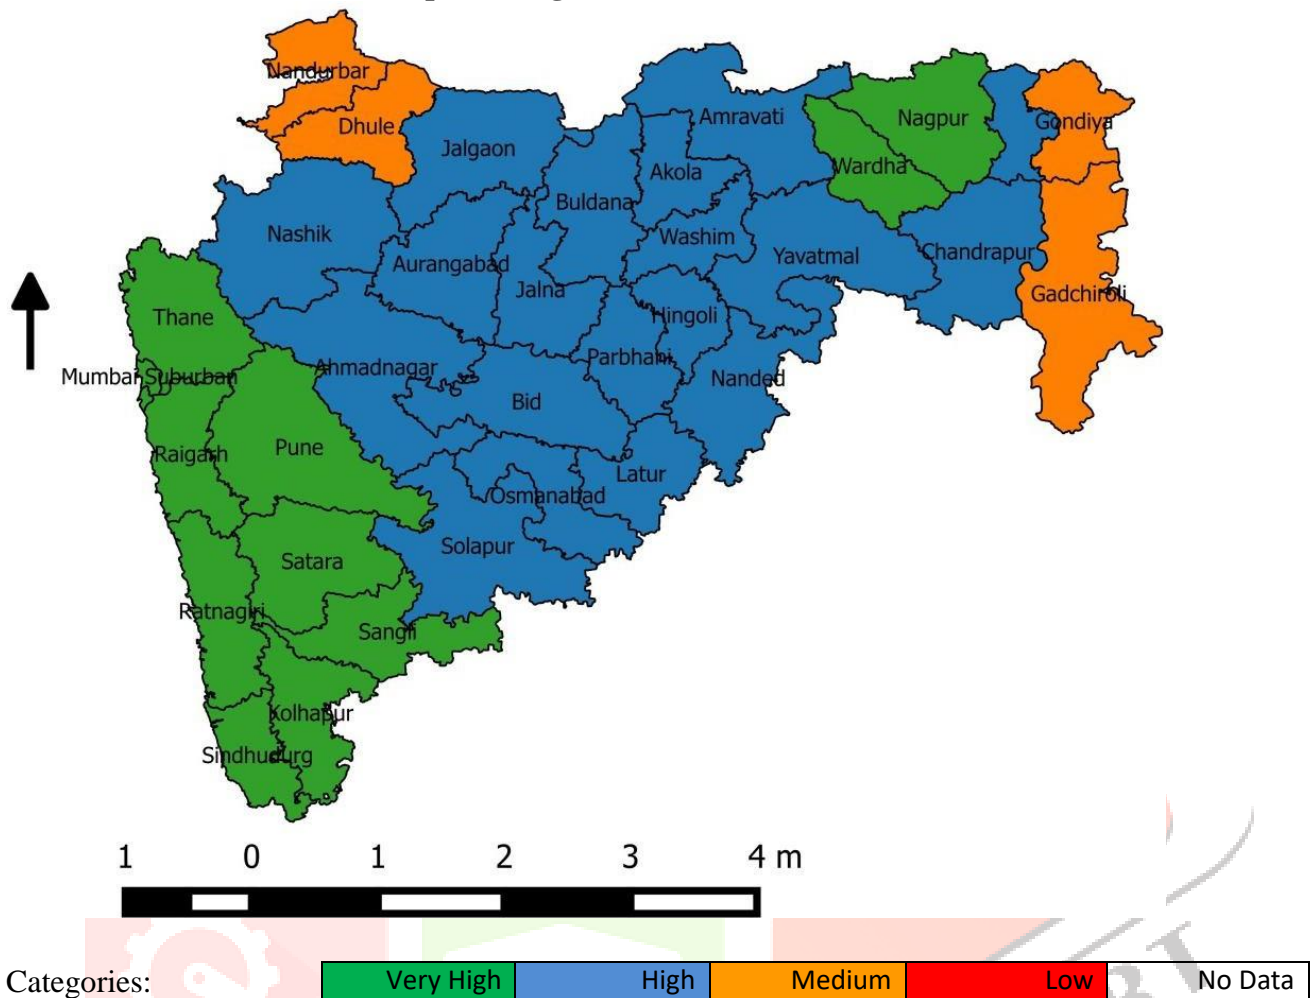 Nandurbar
Dhule
Jalgaon
Amravati
Nagpur
Gondiya
Akola
Wardha
Buldana
Nashik
Washim
Aurangabad
Yavatmal
Chandrapur
Jalna
Gadchiroli
Thane
Hingoli
Parbhani
Mumbai Suburban
Ahmadnagar
Nanded
Bid
Raigarh
Pune
Latur
Osmanabad
Solapur
Satara
Ratnagiri
Sangli
Kolhapur
Sindhudurg
1 0 1 2 3 4 m
Categories: Very High High Medium Low No Data